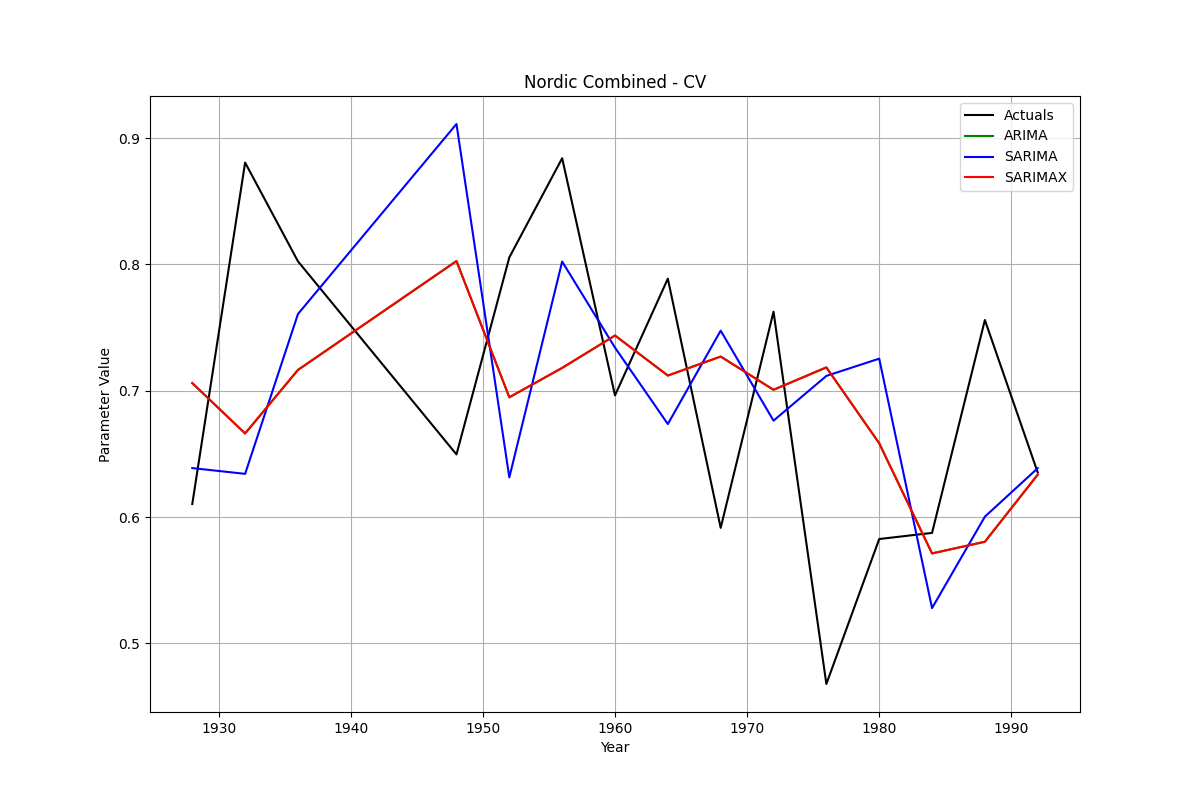 Nordic Combined - CV
Actuals
ARIMA
SARIMA
SARIMAX
Parameter Value
0.9
0.8
0.7
0.6
0.5
1930 1940 1950 1960 1970 1980 1990
Year